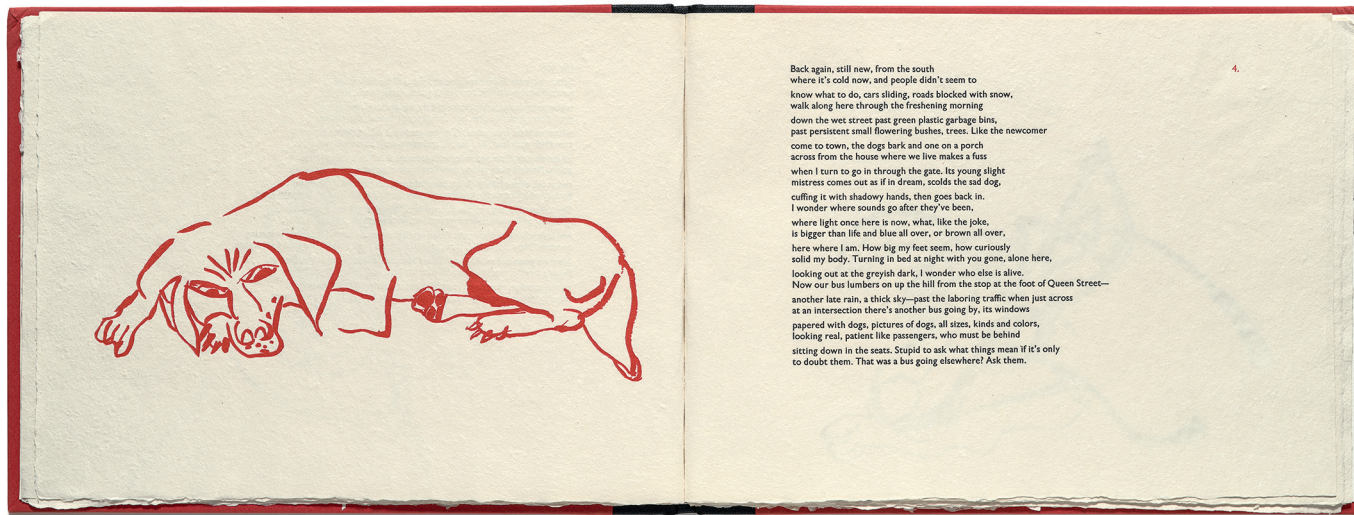 4.
Back again, still new, from the south
where it's cold now, and people didn't seem to
know what to do, cars sliding, roads blocked with snow,
walk along here through the freshening morning
down the wet street past green plastic garbage bins,
past persistent small flowering bushes, trees. Like the newcomer
come to town, the dogs bark and one on a porch
across from the house where we live makes a fuss
when I turn to go in through the gate. Its young slight
mistress comes out as if in dream, scolds the sad dog,
cuffing it with shadowy hands, then goes back in.
I wonder where sounds go after they've been,
where light once here is now, what, like the joke,
is bigger than life and blue all over, or brown all over,
here where I am. How big my feet seem, how curiously
solid my body. Turning in bed at night with you gone, alone here,
looking out at the greyish dark, I wonder who else is alive.
Now our bus lumbers on up the hill from the stop at the foot of Queen Street—
another late rain, a thick sky—past the laboring traffic when just across
at an intersection there's another bus going by, its windows
papered with dogs, pictures of dogs, all sizes, kinds and colors,
looking real, patient like passengers, who must be behind
sitting down in the seats. Stupid to ask what things mean if it's only
to doubt them. That was a bus going elsewhere? Ask them.